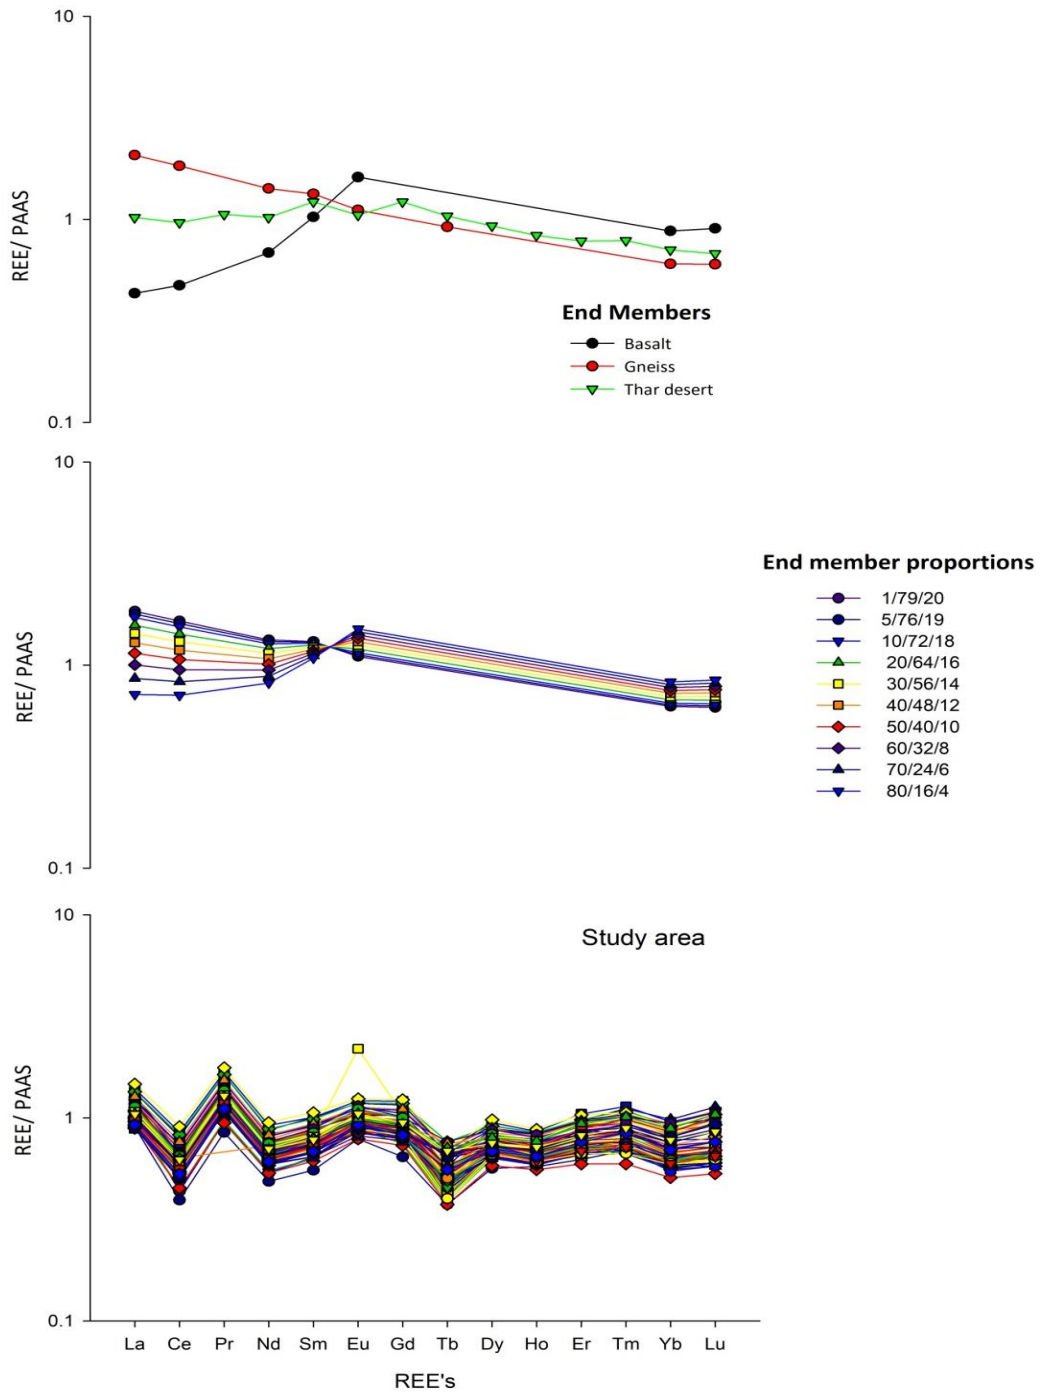 10
1
0.1
REE/ PAAS
End Members
Basalt
Gneiss
Thar desert
10
1
0.1
REE/ PAAS
End member proportions
1/79/20
5/76/19
10/72/18
20/64/16
30/56/14
40/48/12
50/40/10
60/32/8
70/24/6
80/16/4
10
1
0.1
REE/ PAAS
Study area
La Ce Pr Nd Sm Eu Gd Tb Dy Ho Er Tm Yb Lu
REE's